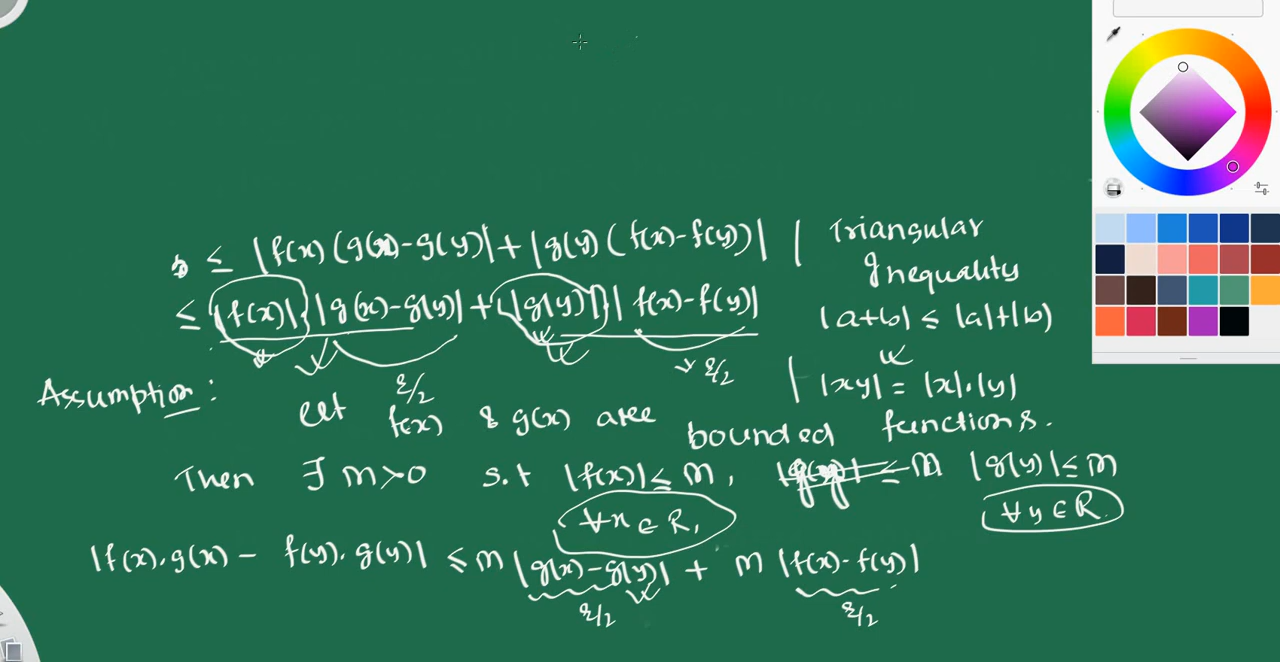 ≤ |f(x)(g(x)-g(y)| + |g(y)(f(x)-f(y))| | Triangular
Inequality
≤ |f(x)| |g(x)-g(y)| + |g(y)| | f(x)-f(y)|
|a+b| ≤ |a|+|b|
ε/2 ε/2
| |xy| = |x|.|y|
Assumption:
Let f(x) & g(x) are bounded functions.
Then ∃ M>0 s.t |f(x)| ≤ M, |g(y)| ≤ M |g(y)| ≤ M
∀x ∈ R, ∀y ∈ R.
|f(x).g(x) - f(y).g(y)| ≤ M |g(x)-g(y)| + M |f(x)-f(y)|
ε/2 ε/2